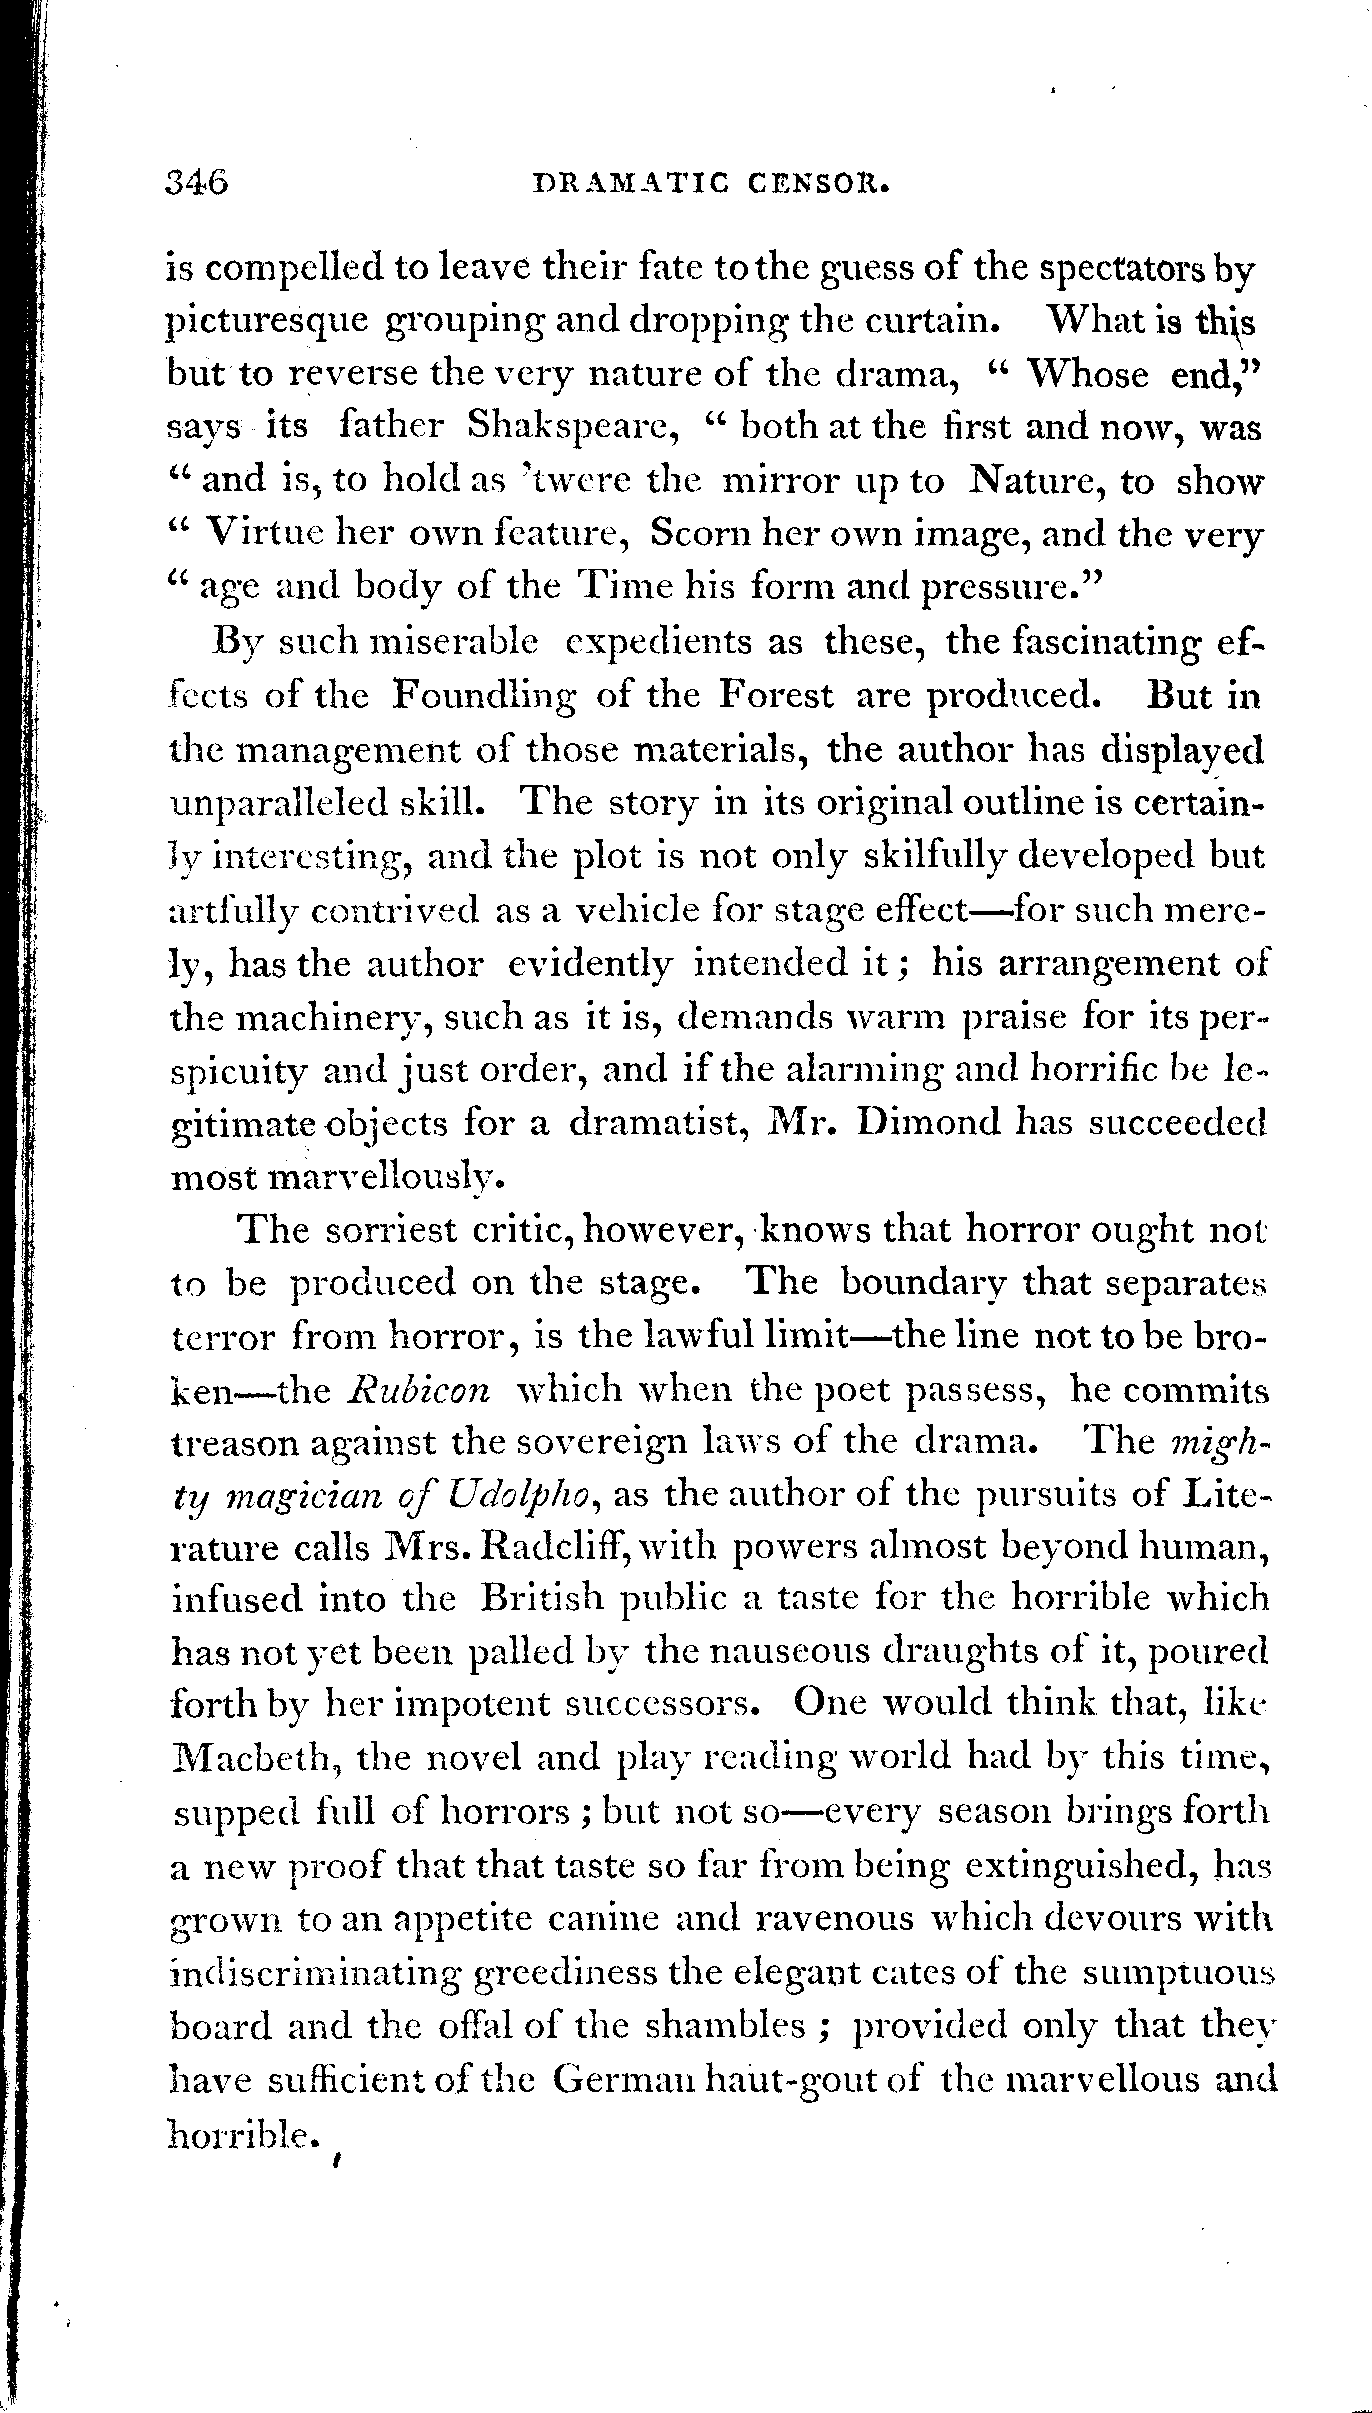 346 DRAMATIC CENSOR.
is compelled to leave their fate to the guess of the spectators by
picturesque grouping and dropping the curtain. What is this
but to reverse the very nature of the drama, “ Whose end,”
says its father Shakspeare, “ both at the first and now, was
“ and is, to hold as ’twere the mirror up to Nature, to show
“ Virtue her own feature, Scorn her own image, and the very
“ age and body of the Time his form and pressure.”
By such miserable expedients as these, the fascinating ef-
fects of the Foundling of the Forest are produced. But in
the management of those materials, the author has displayed
unparalleled skill. The story in its original outline is certain-
ly interesting, and the plot is not only skilfully developed but
artfully contrived as a vehicle for stage effect—for such mere-
ly, has the author evidently intended it ; his arrangement of
the machinery, such as it is, demands warm praise for its per-
spicuity and just order, and if the alarming and horrific be le-
gitimate objects for a dramatist, Mr. Dimond has succeeded
most marvellously.
The sorriest critic, however, knows that horror ought not
to be produced on the stage. The boundary that separates
terror from horror, is the lawful limit—the line not to be bro-
ken—the Rubicon which when the poet passess, he commits
treason against the sovereign laws of the drama. The migh-
ty magician of Udolpho, as the author of the pursuits of Lite-
rature calls Mrs. Radcliff, with powers almost beyond human,
infused into the British public a taste for the horrible which
has not yet been palled by the nauseous draughts of it, poured
forth by her impotent successors. One would think that, like
Macbeth, the novel and play reading world had by this time,
supped full of horrors ; but not so—every season brings forth
a new proof that that taste so far from being extinguished, has
grown to an appetite canine and ravenous which devours with
indiscriminating greediness the elegant cates of the sumptuous
board and the offal of the shambles ; provided only that they
have sufficient of the German haut-gout of the marvellous and
horrible.